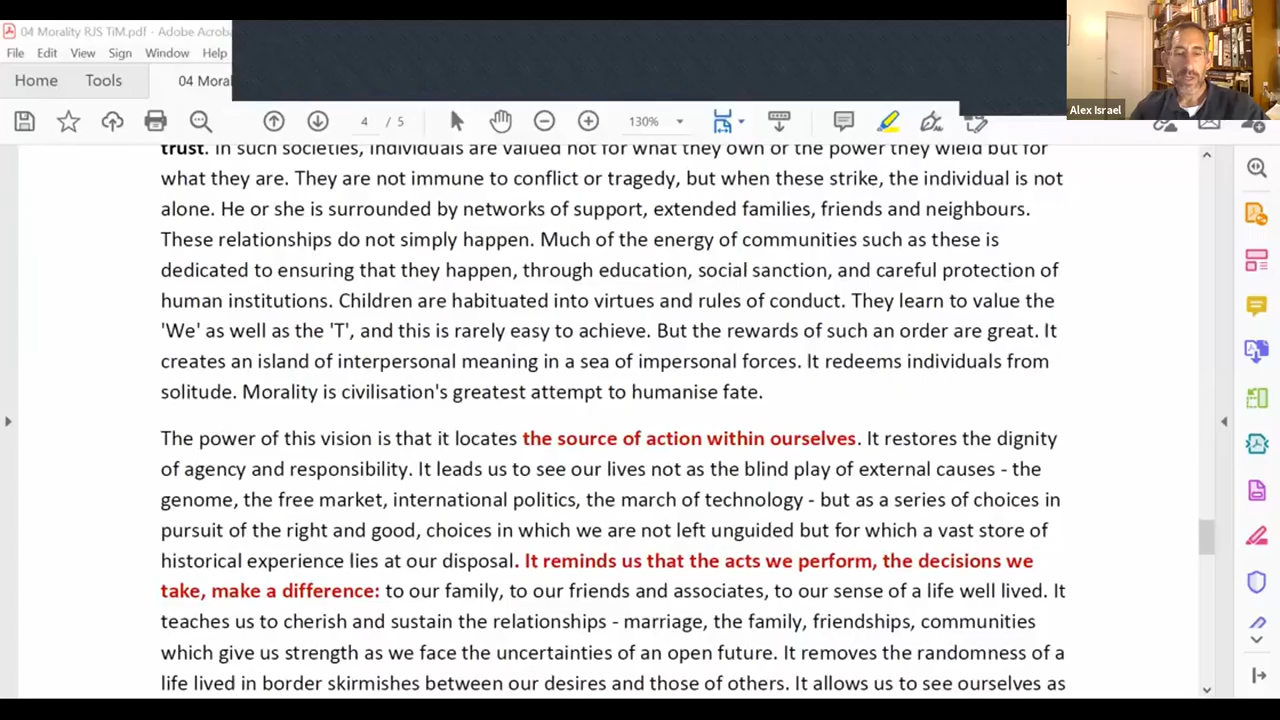 04 Morality RJS TiM.pdf - Adobe Acroba
File Edit View Sign Window Help
Home Tools 04 Moral
4 / 5 130%
Alex Israel
trust. In such societies, individuals are valued not for what they own or the power they wield but for
what they are. They are not immune to conflict or tragedy, but when these strike, the individual is not
alone. He or she is surrounded by networks of support, extended families, friends and neighbours.
These relationships do not simply happen. Much of the energy of communities such as these is
dedicated to ensuring that they happen, through education, social sanction, and careful protection of
human institutions. Children are habituated into virtues and rules of conduct. They learn to value the
'We' as well as the 'T', and this is rarely easy to achieve. But the rewards of such an order are great. It
creates an island of interpersonal meaning in a sea of impersonal forces. It redeems individuals from
solitude. Morality is civilisation's greatest attempt to humanise fate.
The power of this vision is that it locates the source of action within ourselves. It restores the dignity
of agency and responsibility. It leads us to see our lives not as the blind play of external causes - the
genome, the free market, international politics, the march of technology - but as a series of choices in
pursuit of the right and good, choices in which we are not left unguided but for which a vast store of
historical experience lies at our disposal. It reminds us that the acts we perform, the decisions we
take, make a difference: to our family, to our friends and associates, to our sense of a life well lived. It
teaches us to cherish and sustain the relationships - marriage, the family, friendships, communities
which give us strength as we face the uncertainties of an open future. It removes the randomness of a
life lived in border skirmishes between our desires and those of others. It allows us to see ourselves as